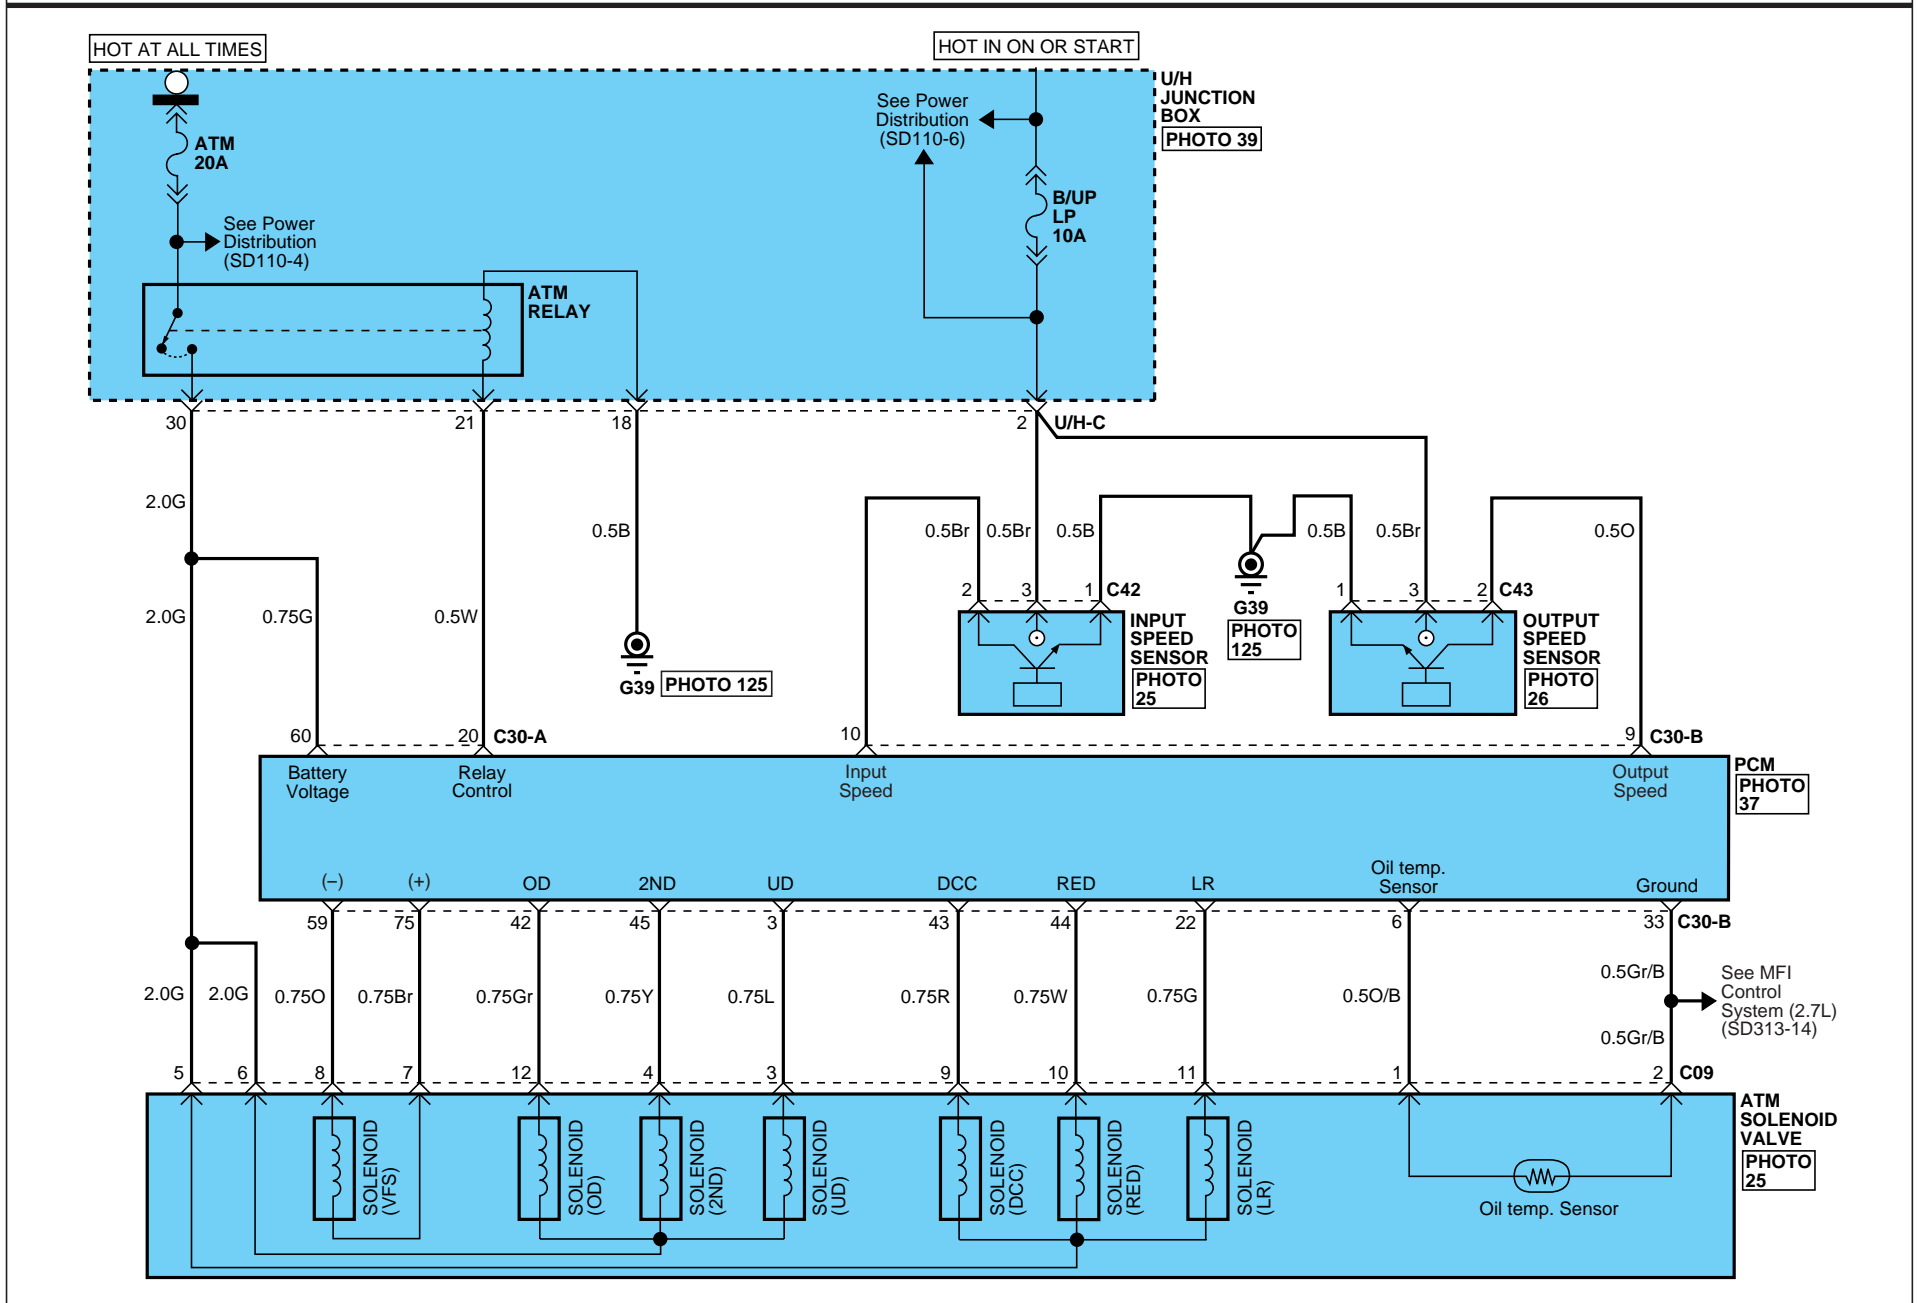 HOT AT ALL TIMES
HOT IN ON OR START
U/H
JUNCTION
BOX
PHOTO 39
ATM
20A
See Power
Distribution
(SD110-4)
See Power
Distribution
(SD110-6)
B/UP
LP
10A
ATM
RELAY
30
21
18
2
U/H-C
2.0G
0.5B
0.5Br
0.5Br
0.5B
0.5B
0.5Br
0.5O
2.0G
0.75G
0.5W
2
3
1
C42
1
3
2
C43
INPUT
SPEED
SENSOR
PHOTO
25
G39
PHOTO
125
OUTPUT
SPEED
SENSOR
PHOTO
26
G39
PHOTO 125
60
20
C30-A
10
9
C30-B
Battery
Voltage
Relay
Control
Input
Speed
Output
Speed
PCM
PHOTO
37
(–)
(+)
OD
2ND
UD
DCC
RED
LR
Oil temp.
Sensor
Ground
59
75
42
45
3
43
44
22
6
33
C30-B
2.0G
2.0G
0.75O
0.75Br
0.75Gr
0.75Y
0.75L
0.75R
0.75W
0.75G
0.5O/B
0.5Gr/B
0.5Gr/B
See MFI
Control
System (2.7L)
(SD313-14)
5
6
8
7
12
4
3
9
10
11
1
2
C09
SOLENOID
(VFS)
SOLENOID
(OD)
SOLENOID
(2ND)
SOLENOID
(UD)
SOLENOID
(DCC)
SOLENOID
(RED)
SOLENOID
(LR)
Oil temp. Sensor
ATM
SOLENOID
VALVE
PHOTO
25